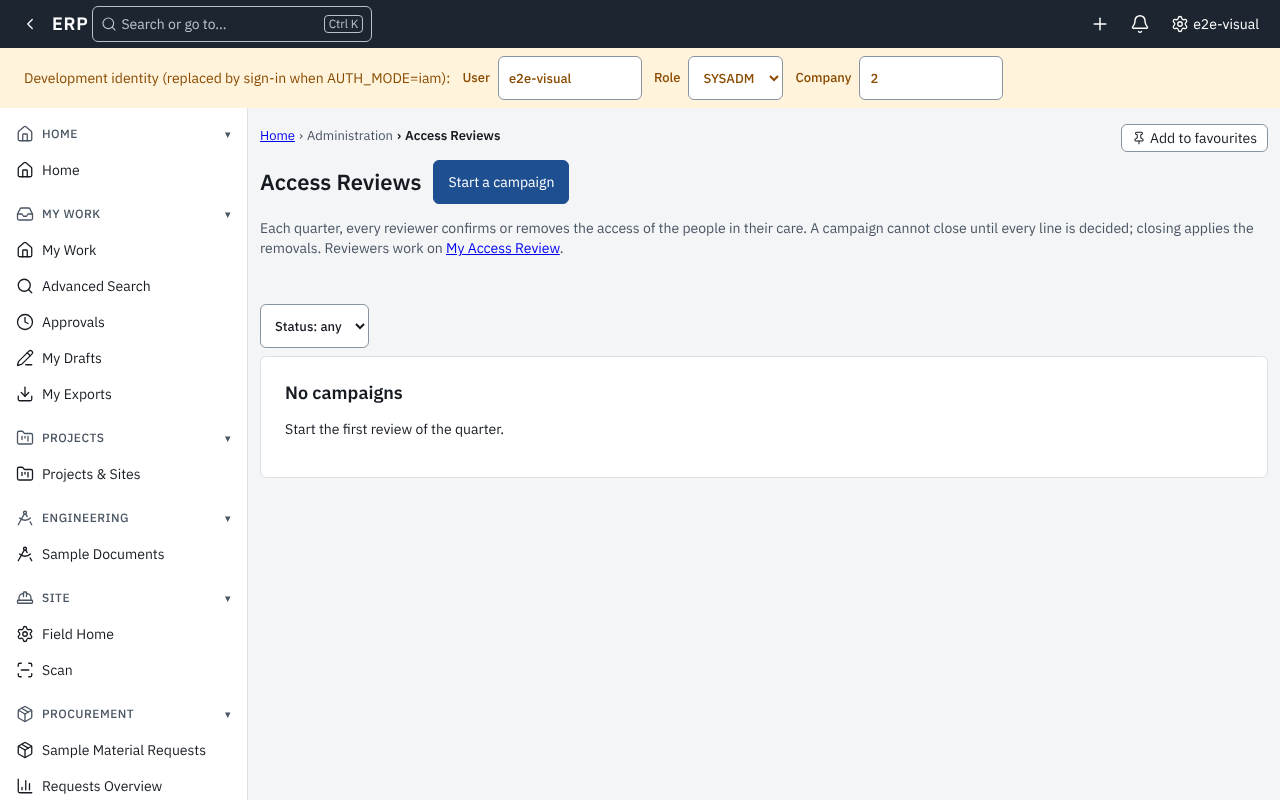 ERP
Search or go to...
Ctrl K
e2e-visual
Development identity (replaced by sign-in when AUTH_MODE=iam):
User
e2e-visual
Role
SYSADM
Company
2
HOME
Home
MY WORK
My Work
Advanced Search
Approvals
My Drafts
My Exports
PROJECTS
Projects & Sites
ENGINEERING
Sample Documents
SITE
Field Home
Scan
PROCUREMENT
Sample Material Requests
Requests Overview
Home › Administration › Access Reviews
Add to favourites
Access Reviews
Start a campaign
Each quarter, every reviewer confirms or removes the access of the people in their care. A campaign cannot close until every line is decided; closing applies the
removals. Reviewers work on My Access Review.
Status: any
No campaigns
Start the first review of the quarter.